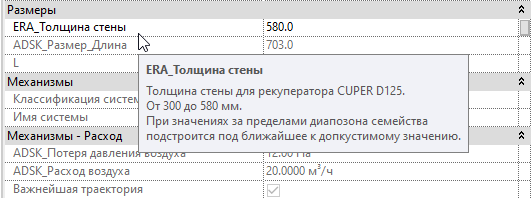 Размеры
ERA_Толщина стены 580.0
ADSK_Размер_Длина 703.0
L
ERA_Толщина стены
Механизмы
Толщина стены для рекуператора CUPER D125.
Классификация систем
От 300 до 580 мм.
Имя системы
При значениях за пределами диапозона семейства
Механизмы - Расход
подстроится под ближайшее к допустимому значению.
ADSK_Потеря давления воздуха 12.00 Па
ADSK_Расход воздуха 20.0000 м³/ч
Важнейшая траектория